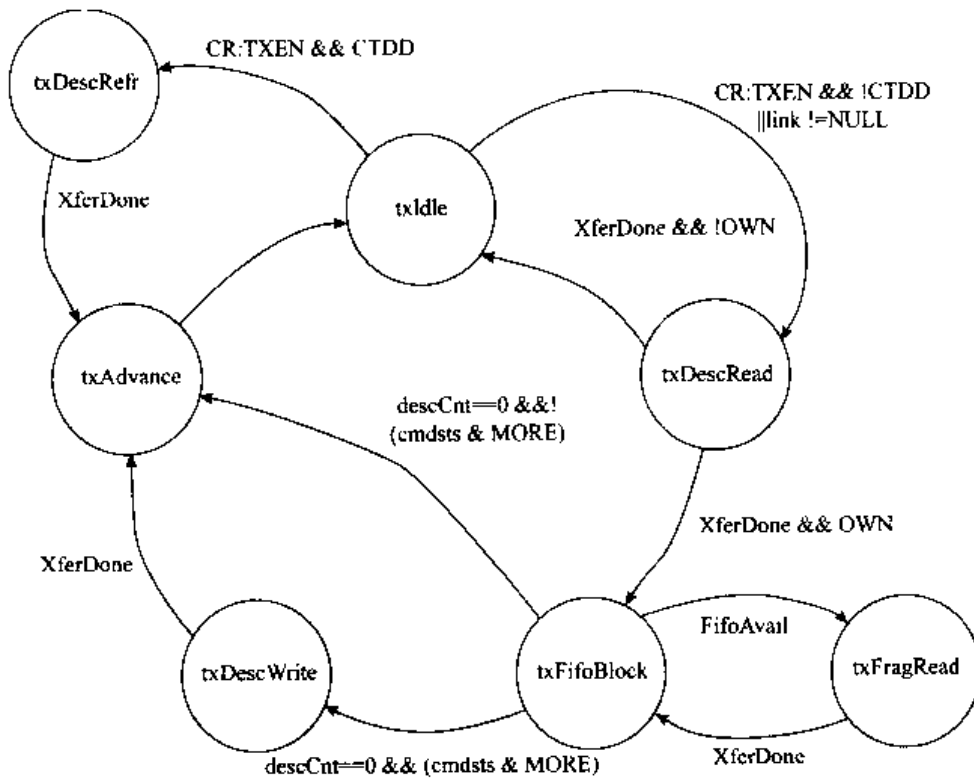 CR:TXEN && CTDD
txDescRefr
CR:TXEN && !CTDD
||link !=NULL
XferDone
txIdle
XferDone && !OWN
txAdvance
txDescRead
descCnt==0 &&!
(cmdsts & MORE)
XferDone && OWN
XferDone
FifoAvail
txDescWrite
txFifoBlock
txFragRead
XferDone
descCnt==0 && (cmdsts & MORE)